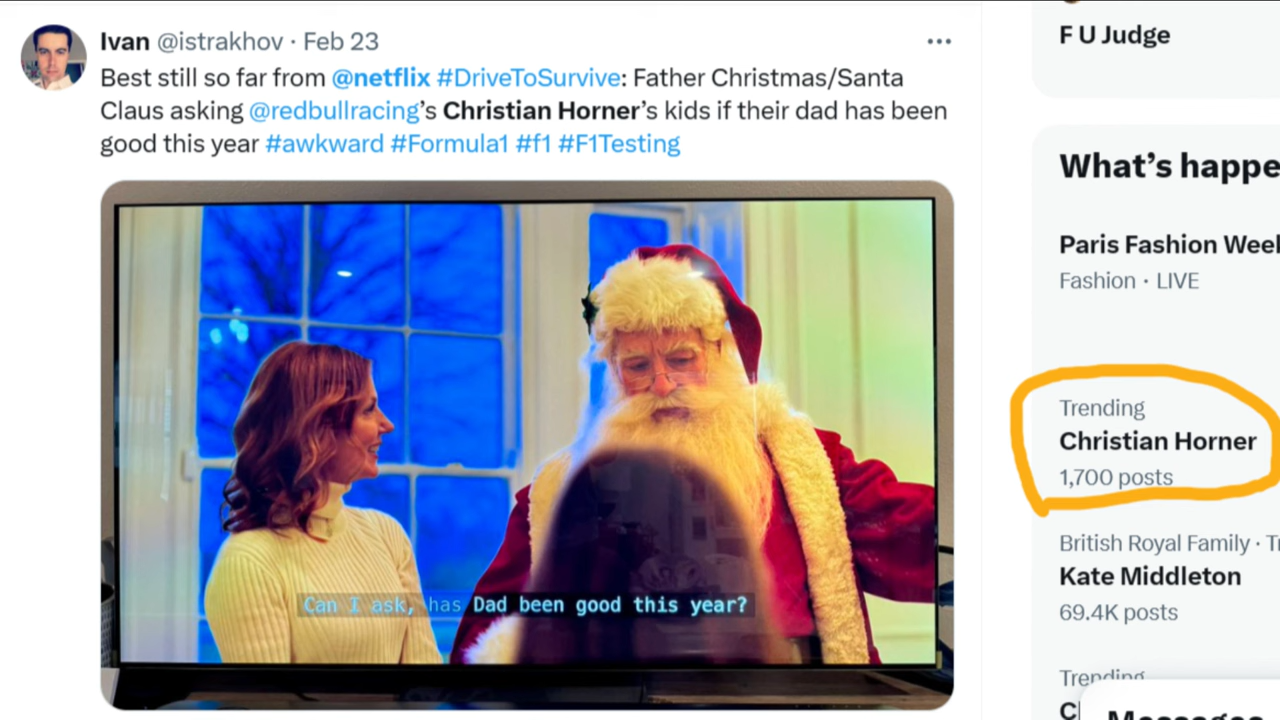 Ivan @istrakhov · Feb 23
Best still so far from @netflix #DriveToSurvive: Father Christmas/Santa
Claus asking @redbullracing’s Christian Horner’s kids if their dad has been
good this year #awkward #Formula1 #f1 #F1Testing
Can I ask, has Dad been good this year?
F U Judge
What’s happe
Paris Fashion Week
Fashion · LIVE
Trending
Christian Horner
1,700 posts
British Royal Family · T
Kate Middleton
69.4K posts
Trending
Messages